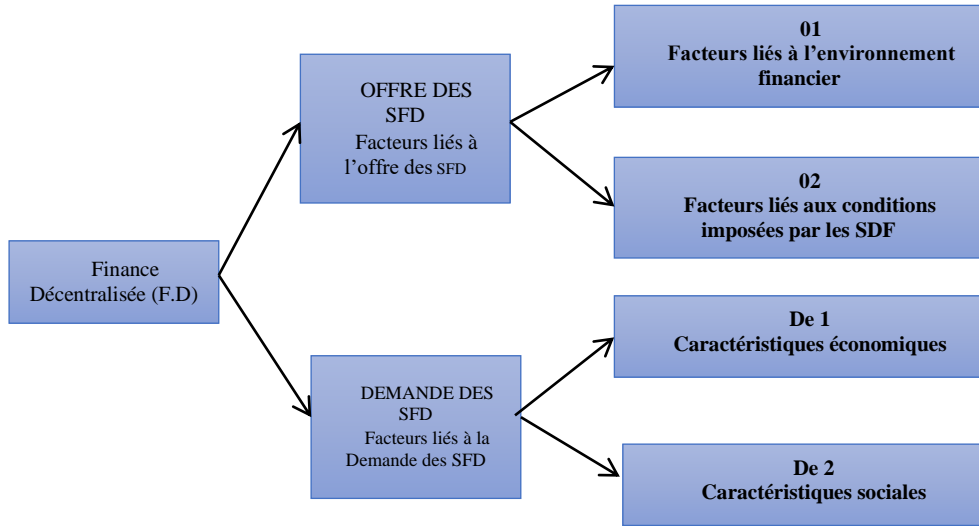 Finance
Décentralisée (F.D)
OFFRE DES
SFD
Facteurs liés à
l’offre des SFD
01
Facteurs liés à l’environnement
financier
02
Facteurs liés aux conditions
imposées par les SDF
DEMANDE DES
SFD
Facteurs liés à la
Demande des SFD
De 1
Caractéristiques économiques
De 2
Caractéristiques sociales